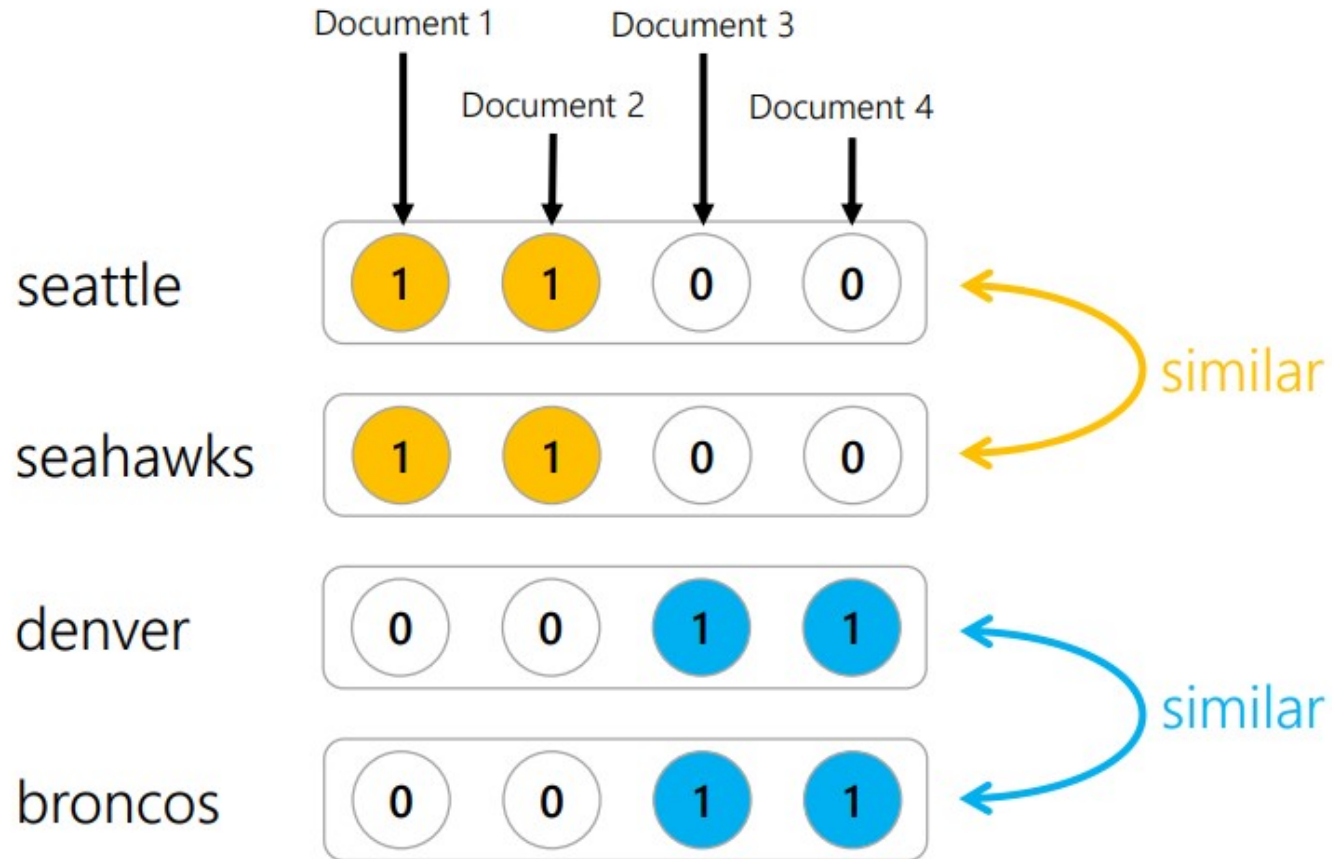 Document 1
Document 3
Document 2
Document 4
seattle 1 1 0 0
similar
seahawks 1 1 0 0
denver 0 0 1 1
similar
broncos 0 0 1 1